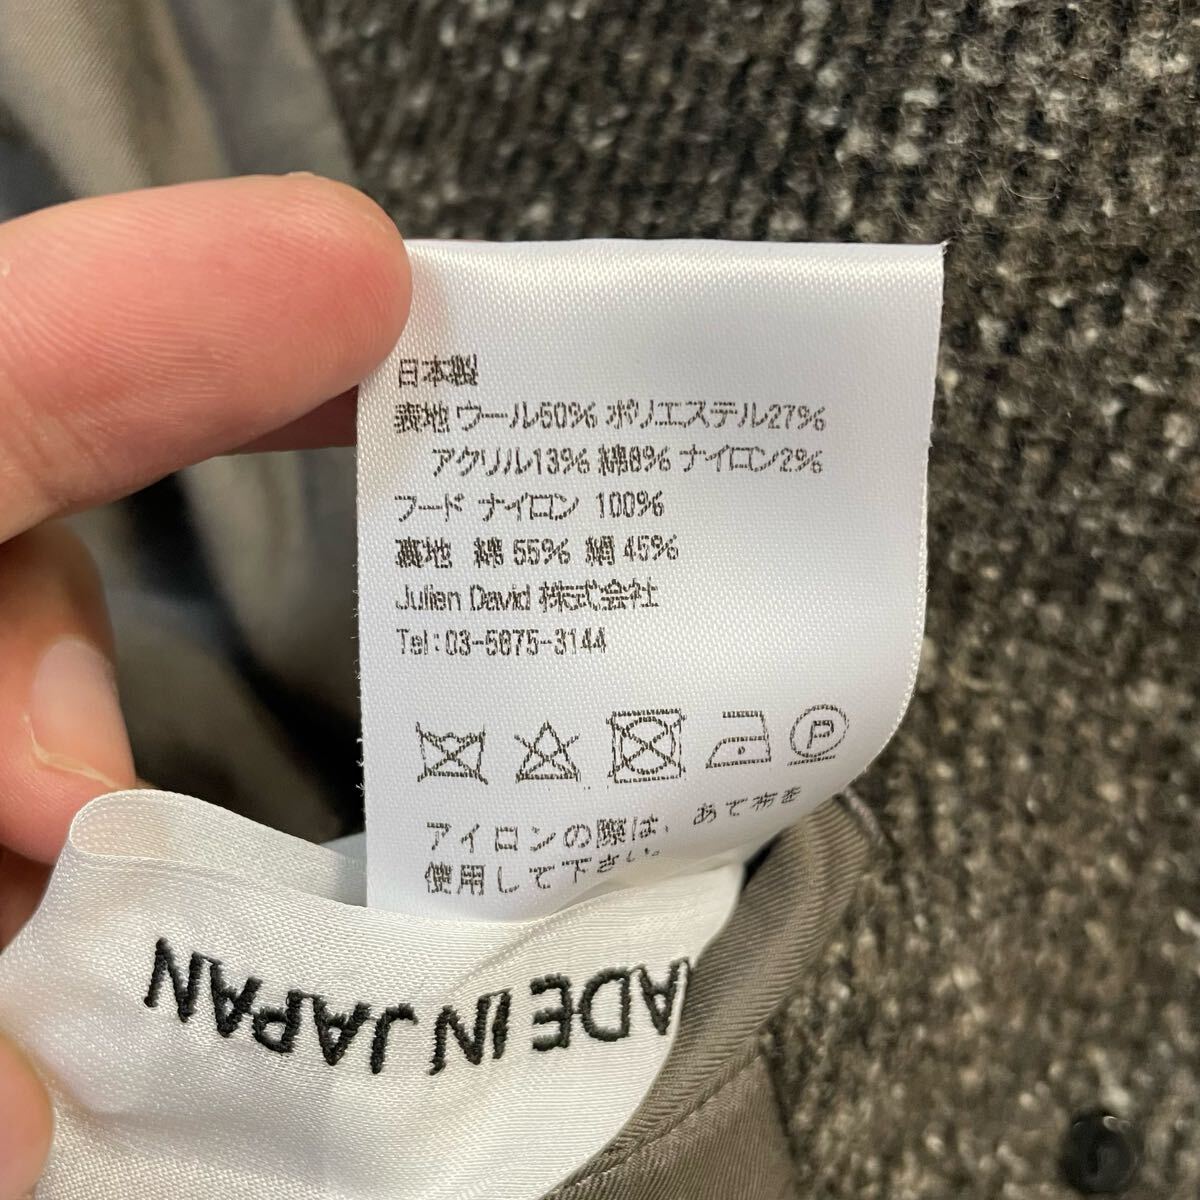 日本製
表地 ウール50% ポリエステル27%
アクリル13% 綿8% ナイロン2%
フード ナイロン 100%
裏地 綿 55% 絹 45%
Julien David 株式会社
Tel:03-5875-3144
P
アイロンの際は、あて布を
使用して下さい。
MADE IN JAPAN